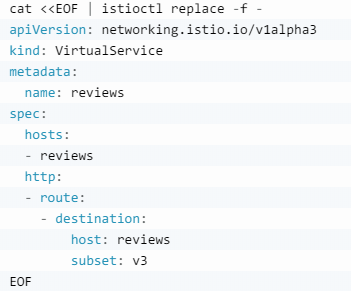 cat <<EOF | istioctl replace -f -
apiVersion: networking.istio.io/v1alpha3
kind: VirtualService
metadata:
  name: reviews
spec:
  hosts:
  - reviews
  http:
  - route:
    - destination:
        host: reviews
        subset: v3
EOF